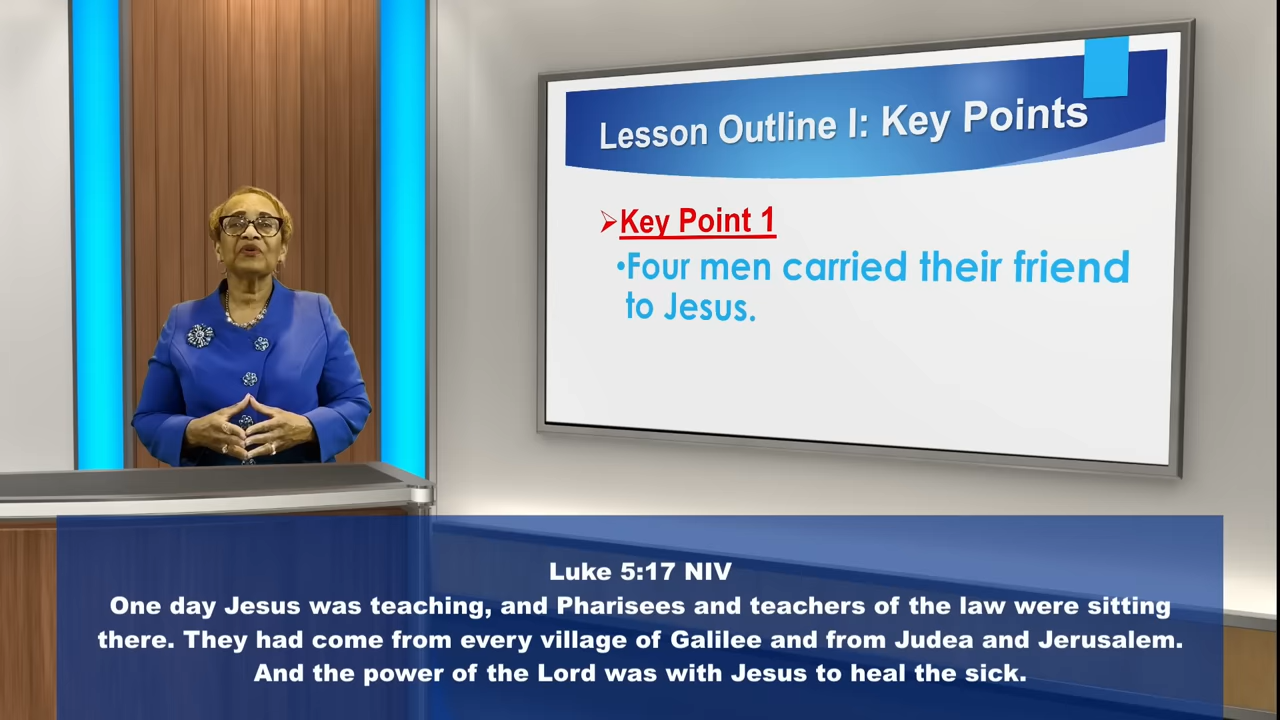 Lesson Outline I: Key Points
➢Key Point 1
•Four men carried their friend
to Jesus.
Luke 5:17 NIV
One day Jesus was teaching, and Pharisees and teachers of the law were sitting
there. They had come from every village of Galilee and from Judea and Jerusalem.
And the power of the Lord was with Jesus to heal the sick.